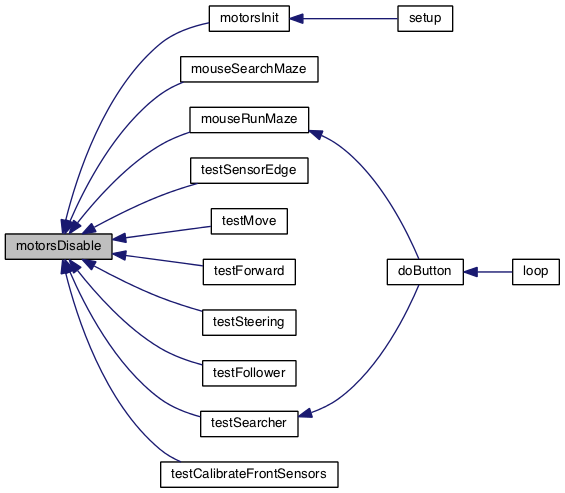 motorsInit
setup
mouseSearchMaze
mouseRunMaze
testSensorEdge
testMove
motorsDisable
testForward
doButton
loop
testSteering
testFollower
testSearcher
testCalibrateFrontSensors